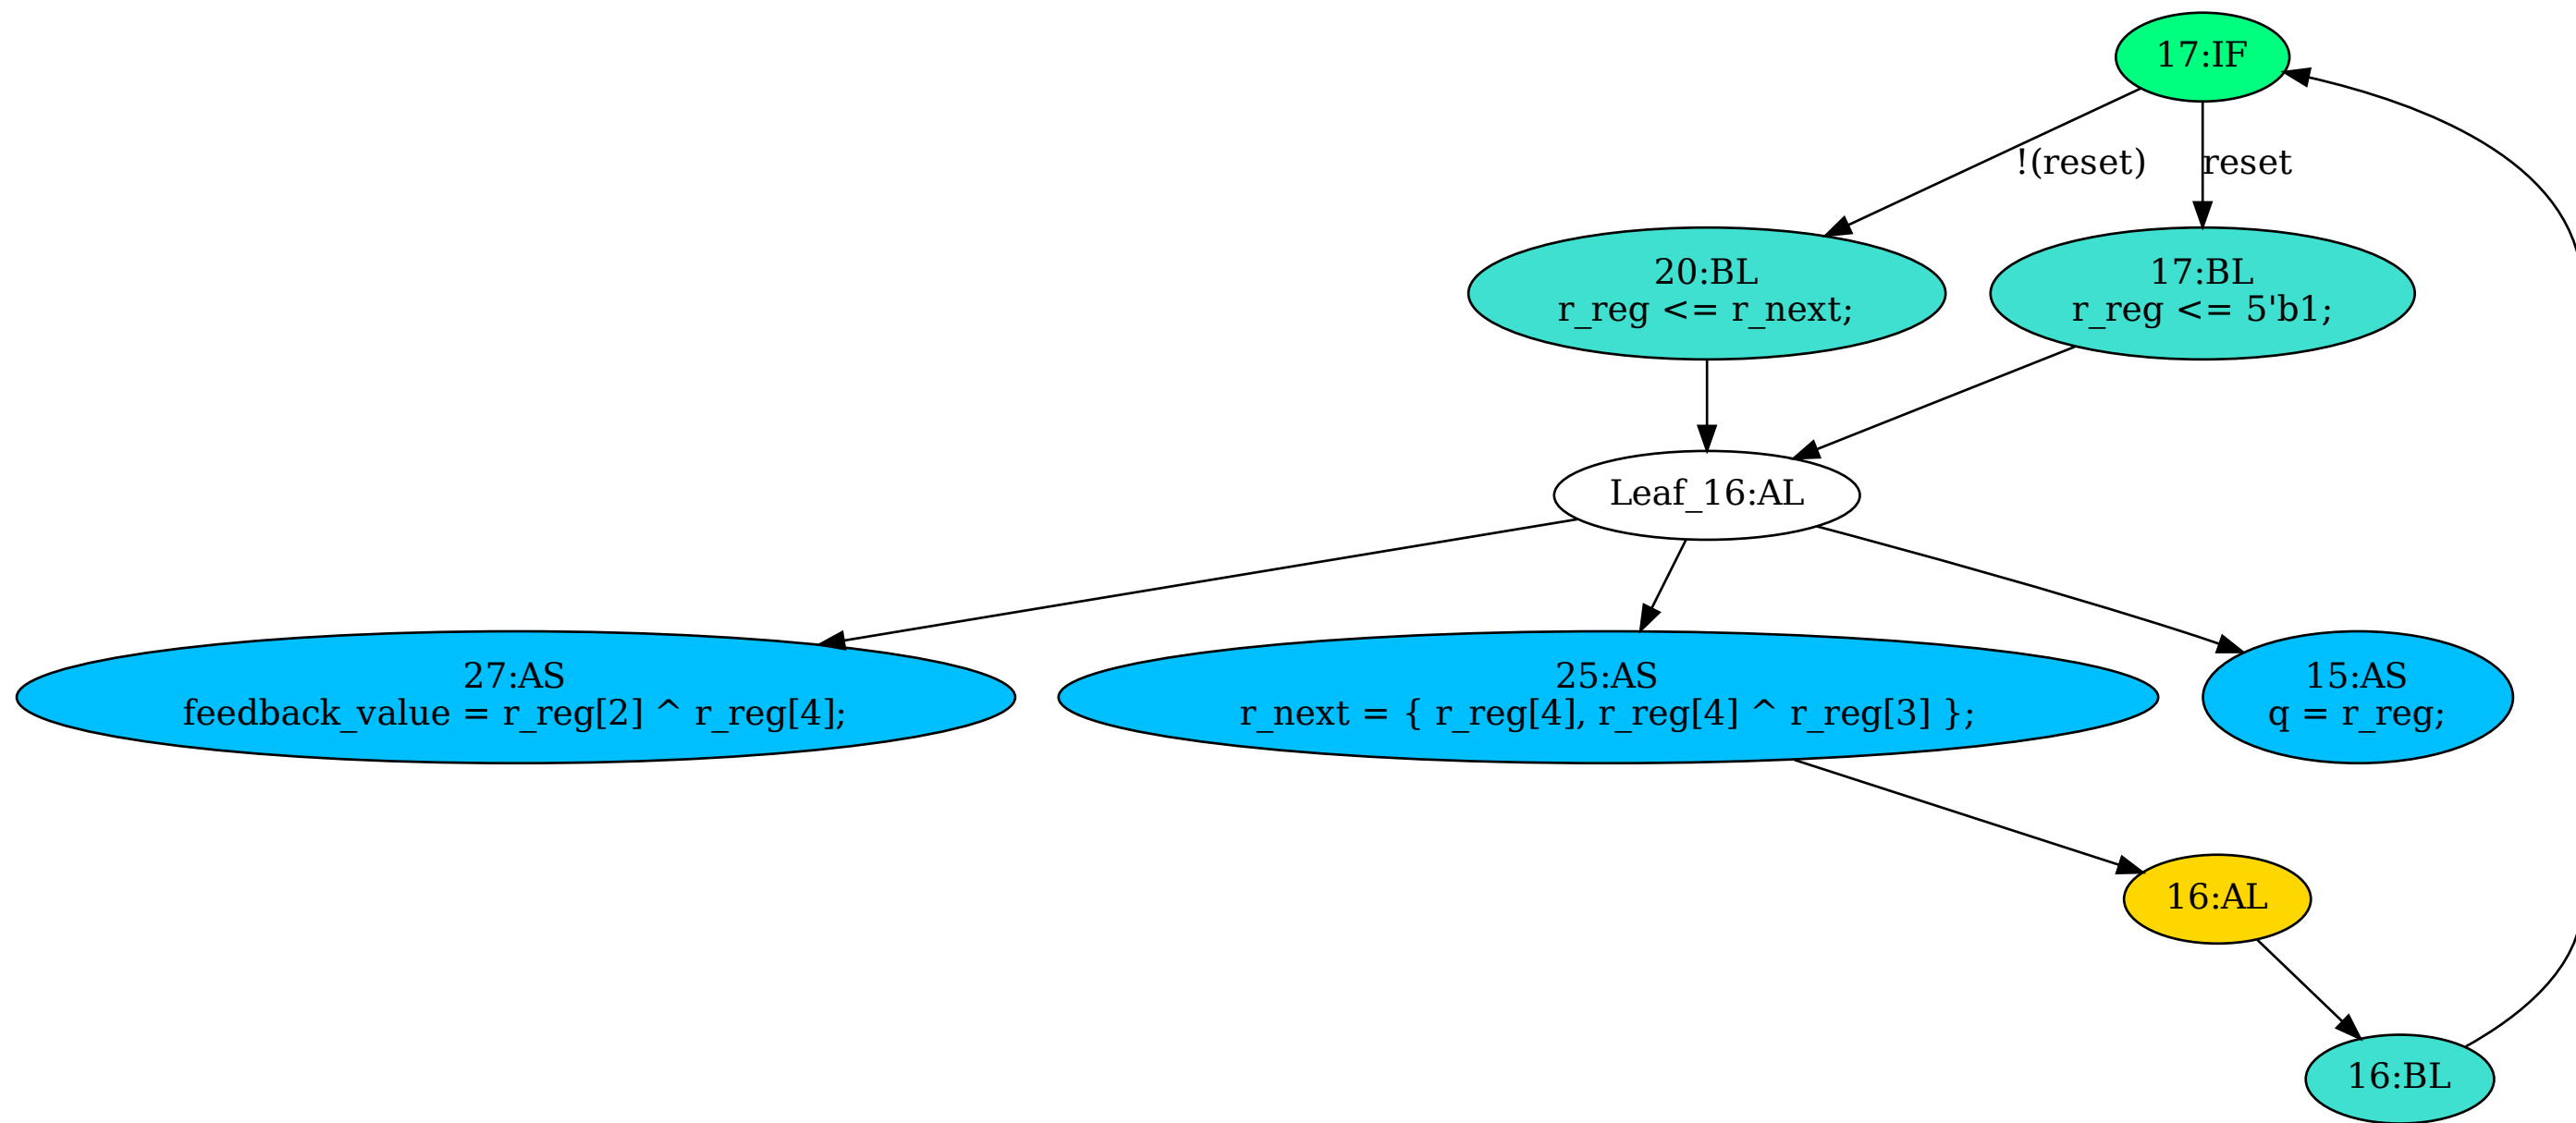 17:IF
!(reset)
reset
20:BL
r_reg <= r_next;
17:BL
r_reg <= 5'b1;
Leaf_16:AL
27:AS
feedback_value = r_reg[2] ^ r_reg[4];
25:AS
r_next = { r_reg[4], r_reg[4] ^ r_reg[3] };
15:AS
q = r_reg;
16:AL
16:BL